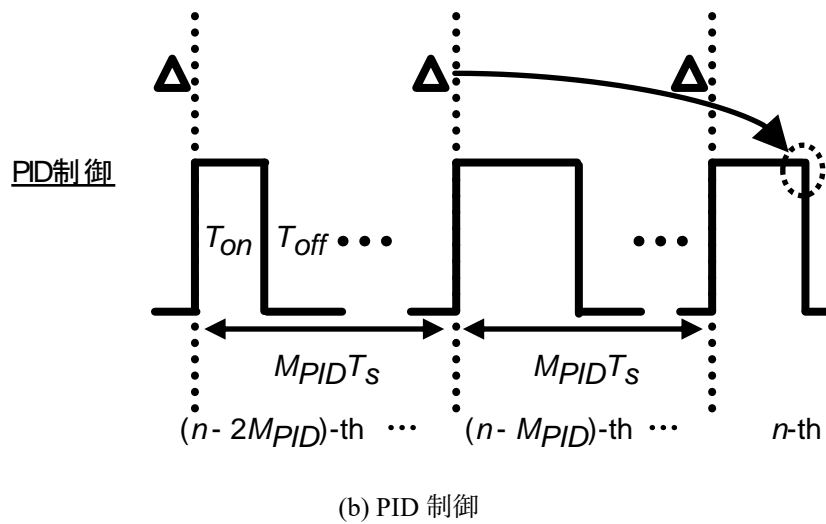 Δ Δ Δ
PID制御
Ton Toff ••• •••
MPIDTs MPIDTs
(n - 2MPID)-th ••• (n - MPID)-th ••• n-th
(b) PID 制御